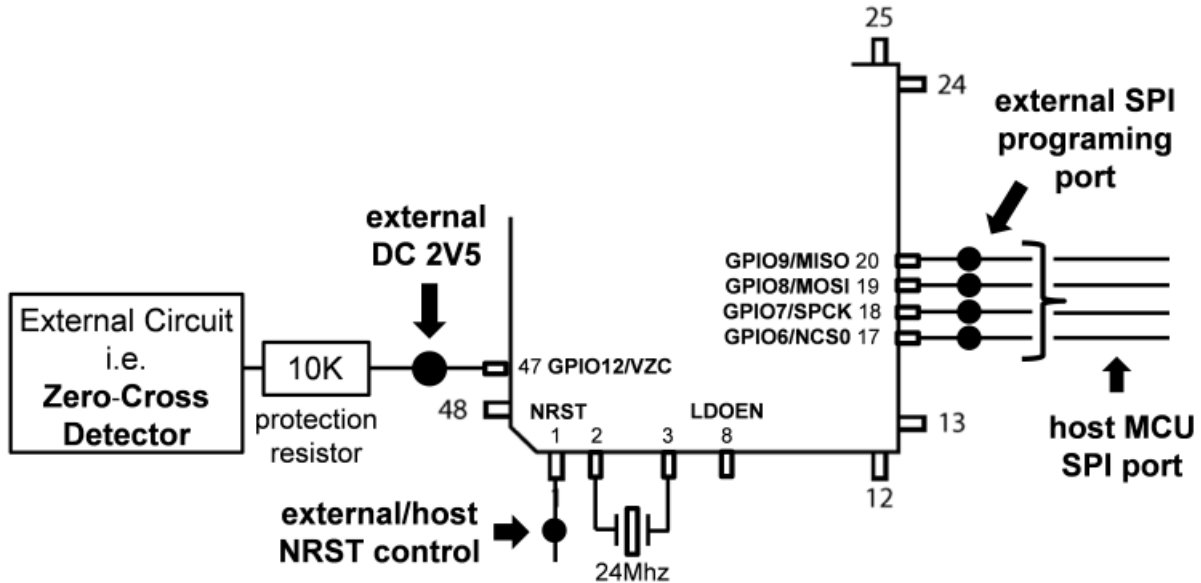 25
24
external SPI
programing
port
external
DC 2V5
GPIO9/MISO 20
GPIO8/MOSI 19
GPIO7/SPCK 18
GPIO6/NCS0 17
External Circuit
i.e.
Zero-Cross
Detector
10K
protection
resistor
47 GPIO12/VZC
48
NRST
LDOEN
1 2 3 8
13
12
host MCU
SPI port
external/host
NRST control
24Mhz